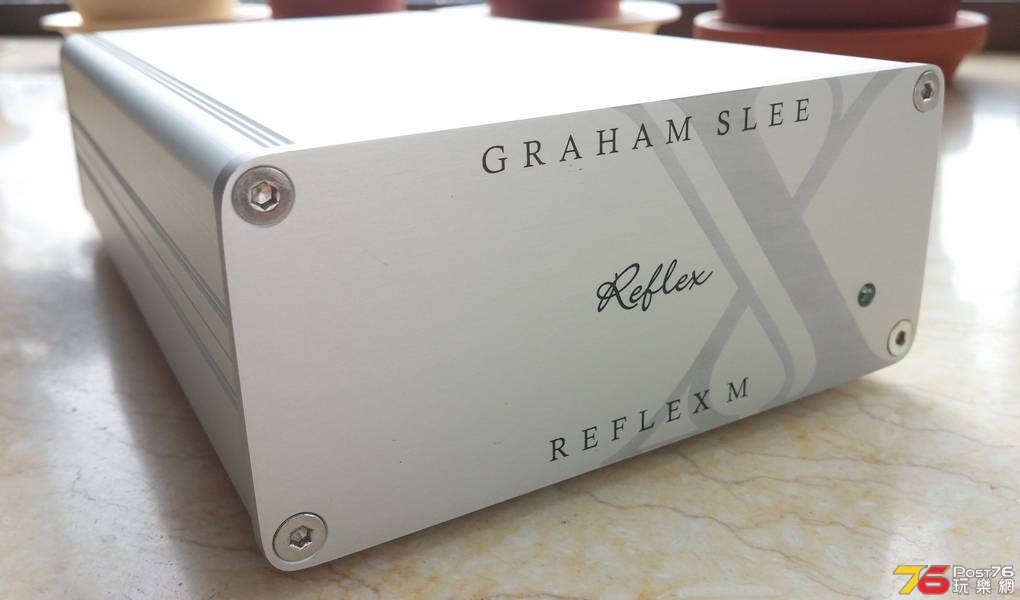 GRAHAM SLEE
Reflex
REFLEX M
76 Post76
玩樂網